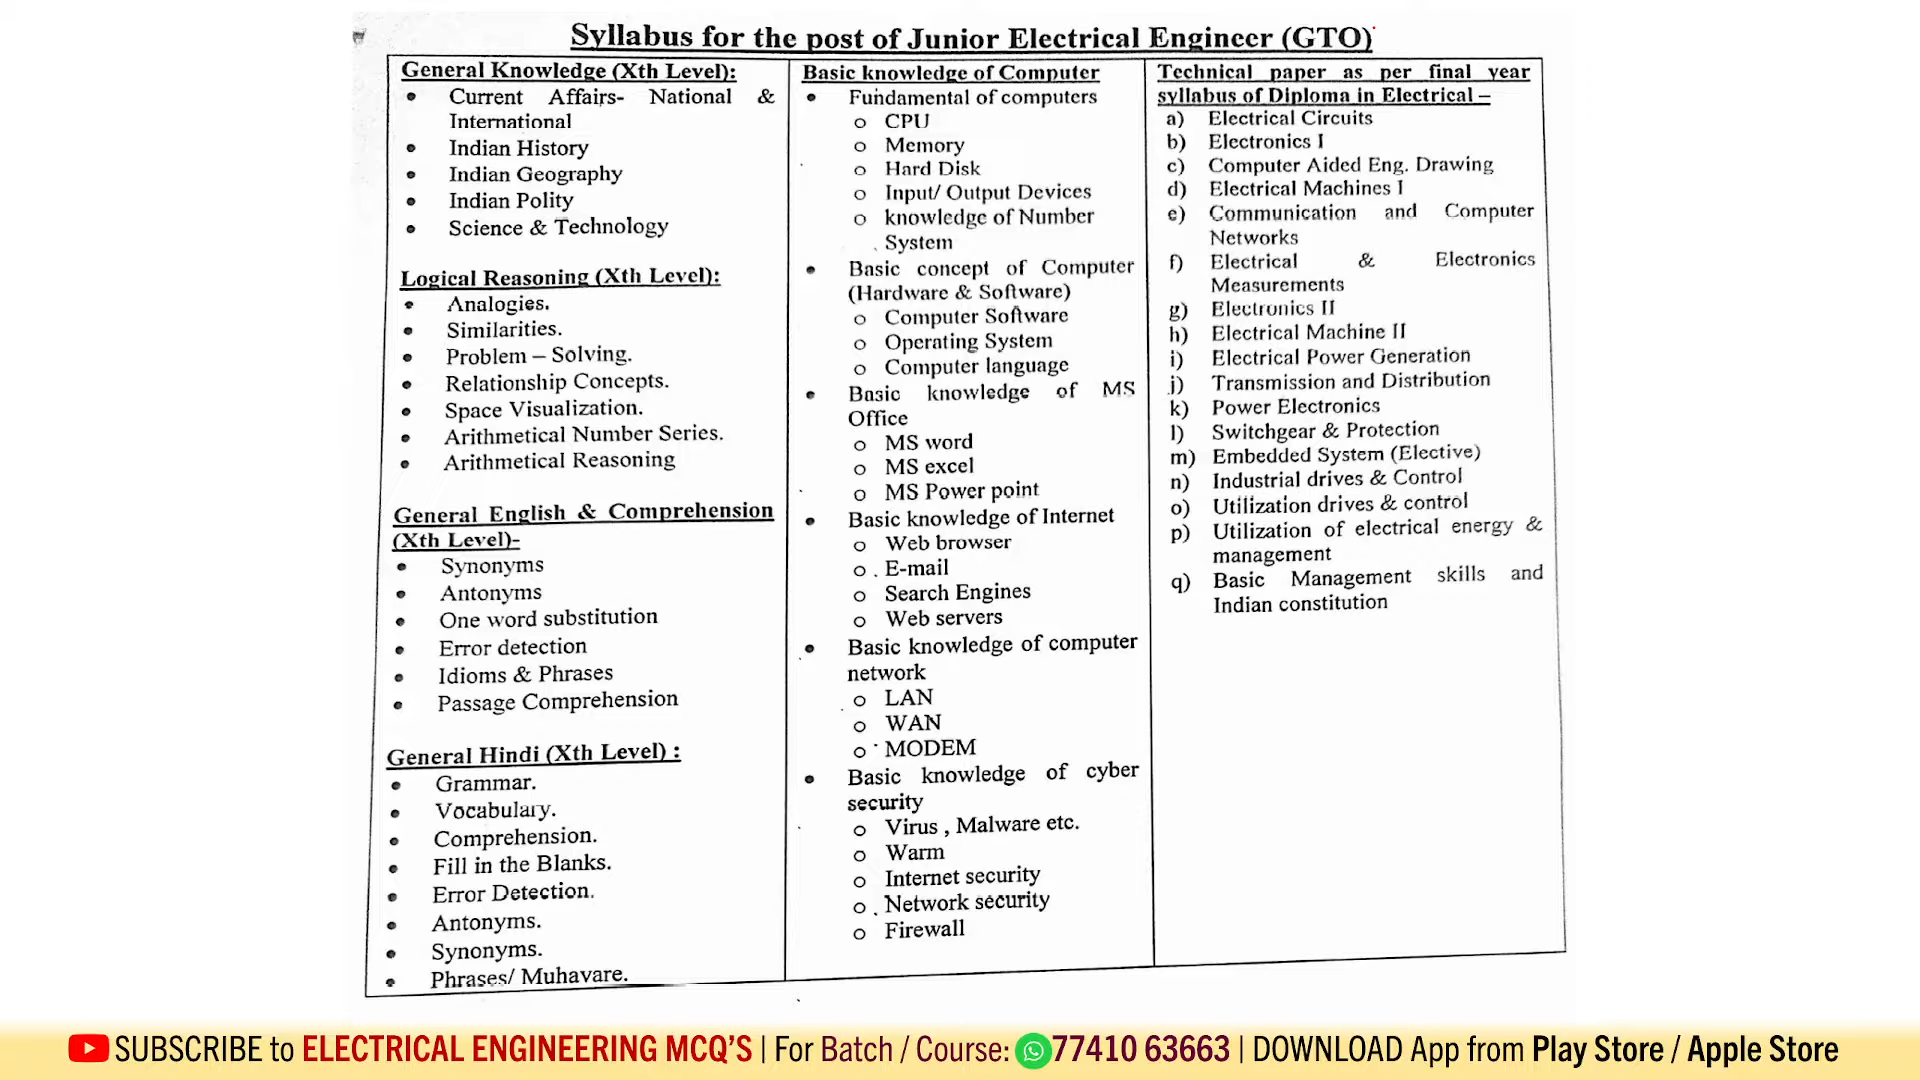 Syllabus for the post of Junior Electrical Engineer (GTO)
General Knowledge (Xth Level):
• Current Affairs- National &
International
• Indian History
• Indian Geography
• Indian Polity
• Science & Technology
Logical Reasoning (Xth Level):
• Analogies.
• Similarities.
• Problem – Solving.
• Relationship Concepts.
• Space Visualization.
• Arithmetical Number Series.
• Arithmetical Reasoning
General English & Comprehension
(Xth Level)-
• Synonyms
• Antonyms
• One word substitution
• Error detection
• Idioms & Phrases
• Passage Comprehension
General Hindi (Xth Level) :
• Grammar.
• Vocabulary.
• Comprehension.
• Fill in the Blanks.
• Error Detection.
• Antonyms.
• Synonyms.
• Phrases/ Muhavare.
Basic knowledge of Computer
• Fundamental of computers
o CPU
o Memory
o Hard Disk
o Input/ Output Devices
o knowledge of Number
System
• Basic concept of Computer
(Hardware & Software)
o Computer Software
o Operating System
o Computer language
• Basic knowledge of MS
Office
o MS word
o MS excel
o MS Power point
• Basic knowledge of Internet
o Web browser
o E-mail
o Search Engines
o Web servers
• Basic knowledge of computer
network
o LAN
o WAN
o MODEM
• Basic knowledge of cyber
security
o Virus , Malware etc.
o Warm
o Internet security
o Network security
o Firewall
Technical paper as per final year
syllabus of Diploma in Electrical –
a) Electrical Circuits
b) Electronics I
c) Computer Aided Eng. Drawing
d) Electrical Machines I
e) Communication and Computer
Networks
f) Electrical & Electronics
Measurements
g) Electronics II
h) Electrical Machine II
i) Electrical Power Generation
j) Transmission and Distribution
k) Power Electronics
l) Switchgear & Protection
m) Embedded System (Elective)
n) Industrial drives & Control
o) Utilization drives & control
p) Utilization of electrical energy &
management
q) Basic Management skills and
Indian constitution
SUBSCRIBE to ELECTRICAL ENGINEERING MCQ'S | For Batch / Course: 77410 63663 | DOWNLOAD App from Play Store / Apple Store